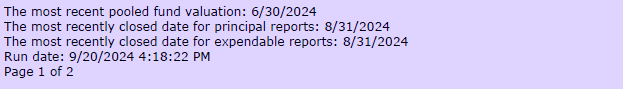 The most recent pooled fund valuation: 6/30/2024
The most recently closed date for principal reports: 8/31/2024
The most recently closed date for expendable reports: 8/31/2024
Run date: 9/20/2024 4:18:22 PM
Page 1 of 2